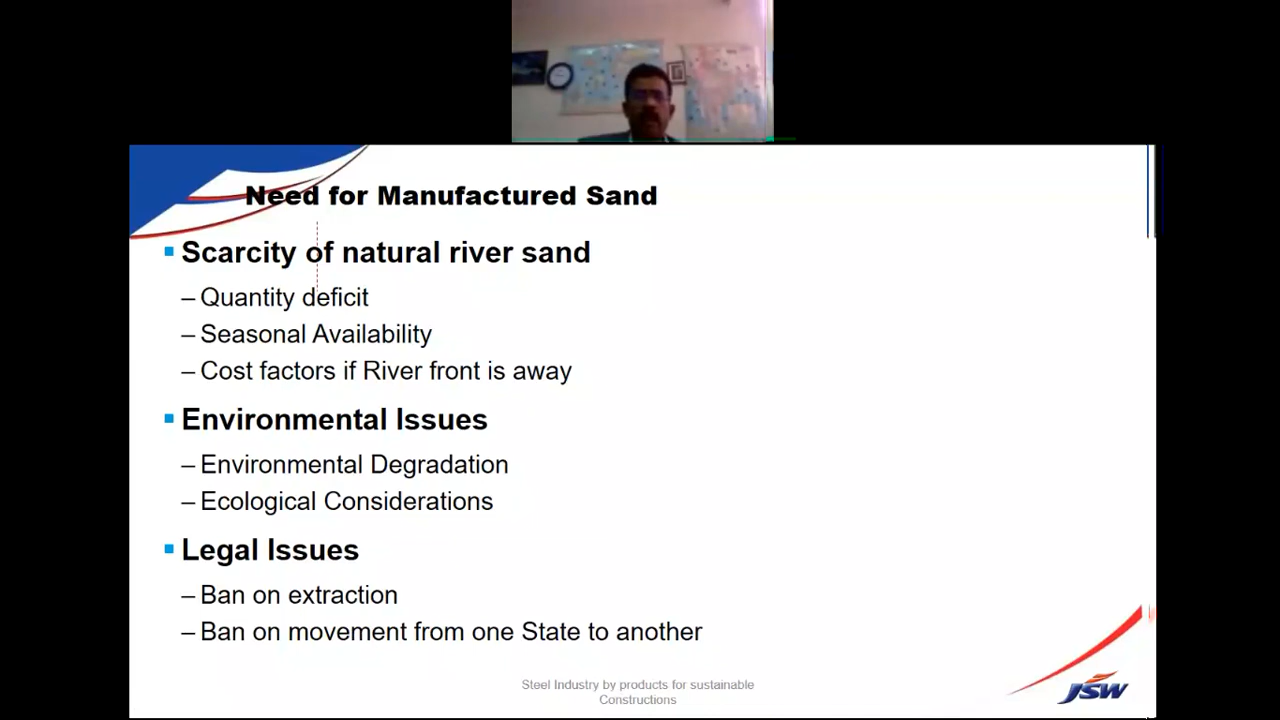 Need for Manufactured Sand
Scarcity of natural river sand
– Quantity deficit
– Seasonal Availability
– Cost factors if River front is away
Environmental Issues
– Environmental Degradation
– Ecological Considerations
Legal Issues
– Ban on extraction
– Ban on movement from one State to another
Steel Industry by products for sustainable
Constructions
JSW